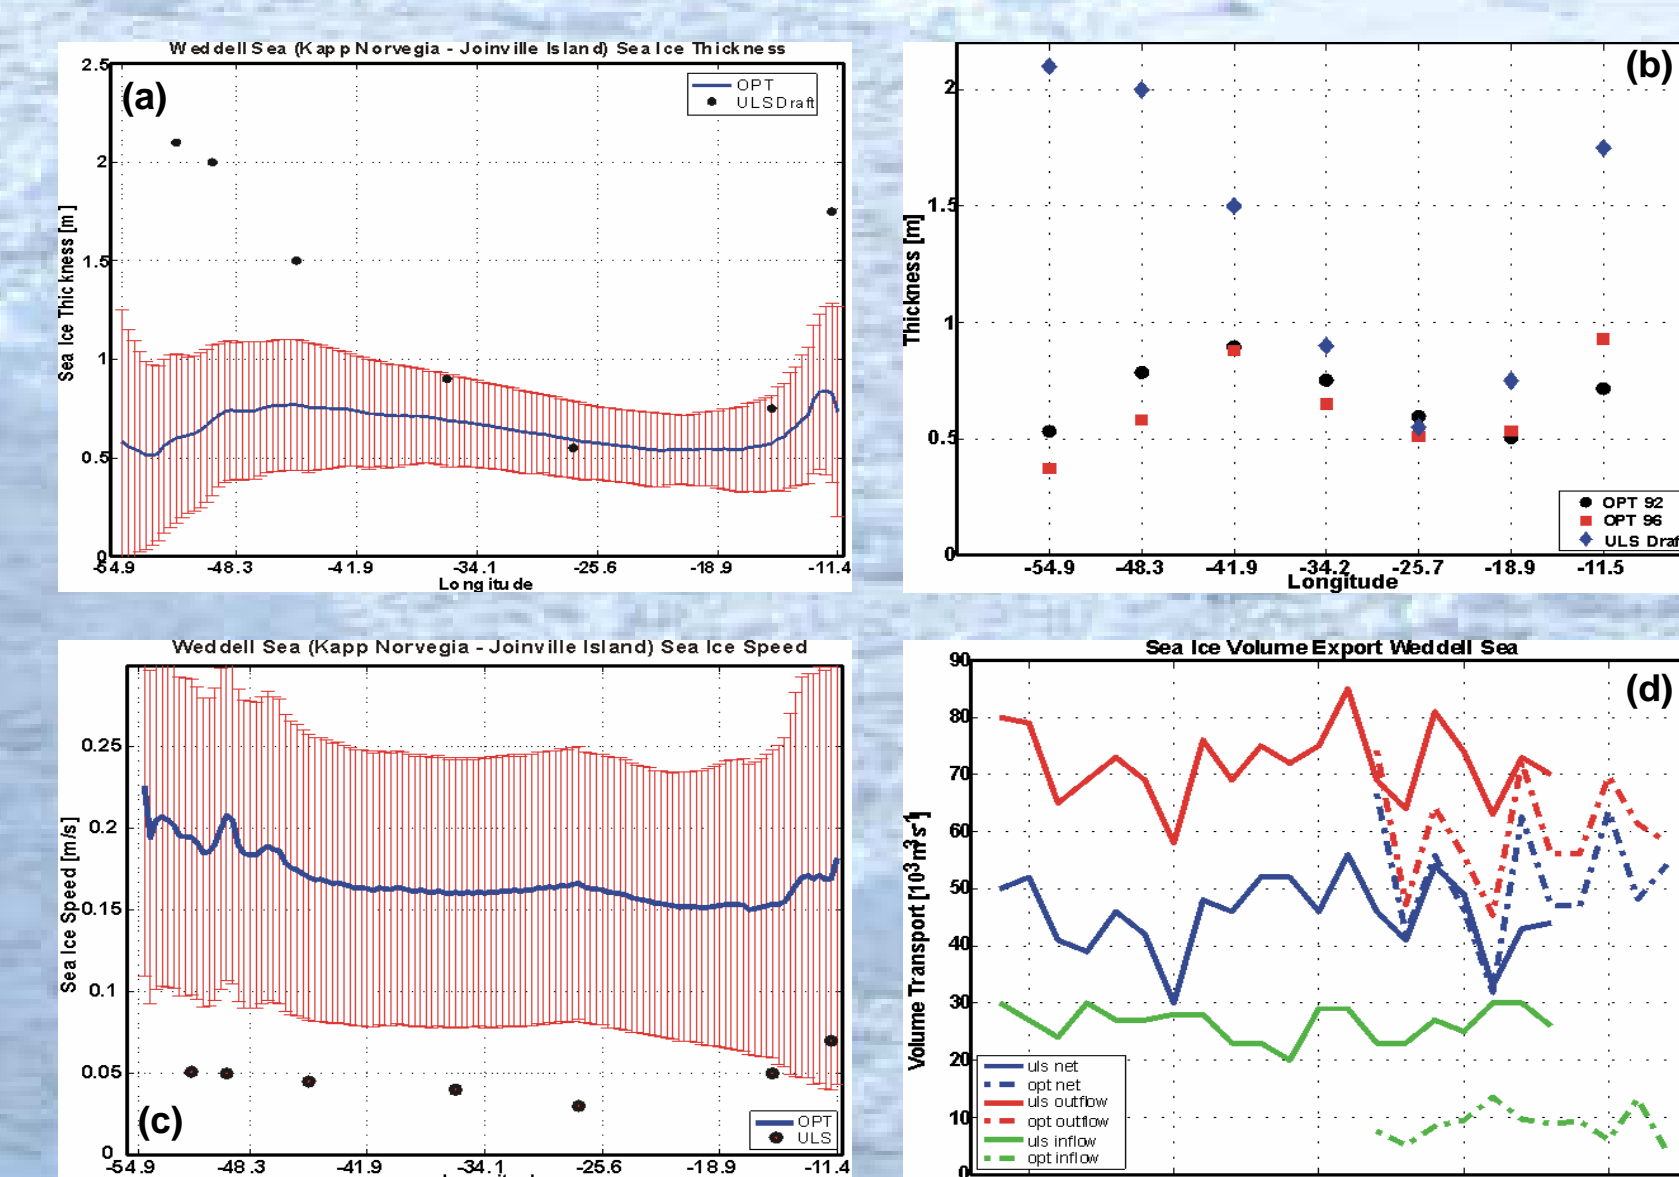 Weddell Sea (Kapp Norvegia - Joinville Island) Sea Ice Thickness
(a)
OPT
ULS Draft
2.5
2
1.5
1
0.5
0
Sea Ice Thickness [m]
-54.9 -48.3 -41.9 -34.1 -25.6 -18.9 -11.4
Longitude
(b)
2
1.5
1
0.5
0
Thickness [m]
OPT 92
OPT 96
ULS Draf
-54.9 -48.3 -41.9 -34.2 -25.7 -18.9 -11.5
Longitude
Weddell Sea (Kapp Norvegia - Joinville Island) Sea Ice Speed
0.25
0.2
0.15
0.1
0.05
0
Sea Ice Speed [m/s]
(c)
OPT
ULS
-54.9 -48.3 -41.9 -34.1 -25.6 -18.9 -11.4
Sea Ice Volume Export Weddell Sea
(d)
90
80
70
60
50
40
30
20
10
0
Volume Transport [10³m³s⁻¹]
uls net
opt net
uls outflow
opt outflow
uls inflow
opt inflow